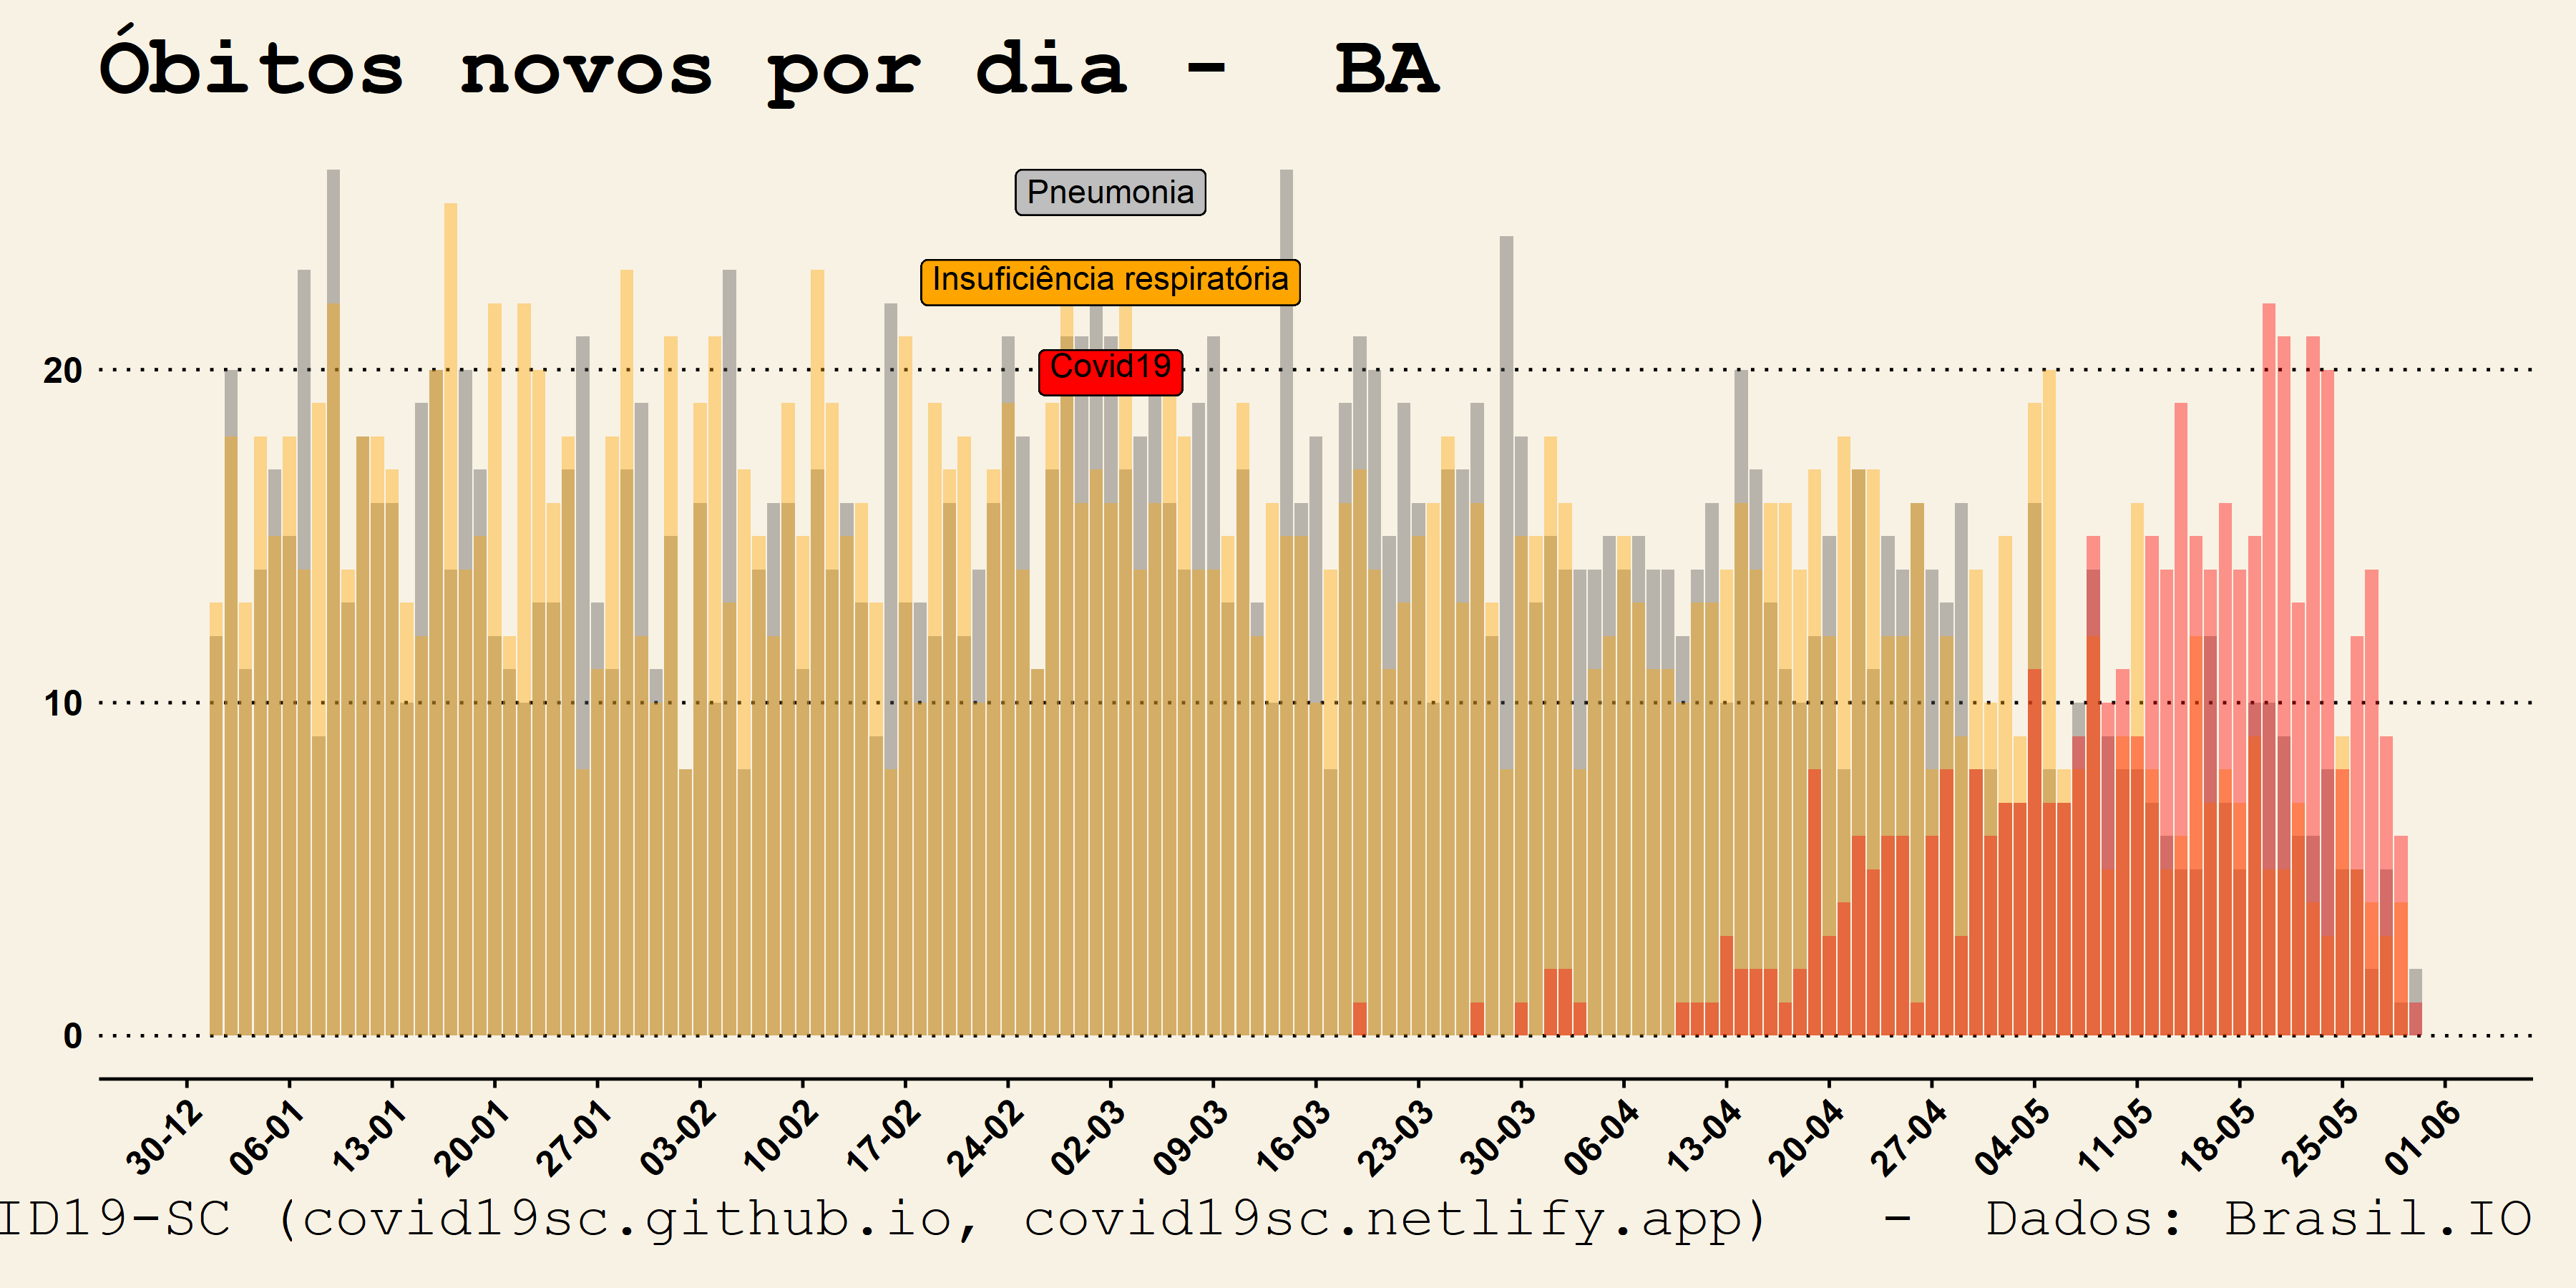 Óbitos novos por dia - BA
Pneumonia
Insuficiência respiratória
Covid19
20
10
0
30-12 06-01 13-01 20-01 27-01 03-02 10-02 17-02 24-02 02-03 09-03 16-03 23-03 30-03 06-04 13-04 20-04 27-04 04-05 11-05 18-05 25-05 01-06
ID19-SC (covid19sc.github.io, covid19sc.netlify.app) - Dados: Brasil.IO